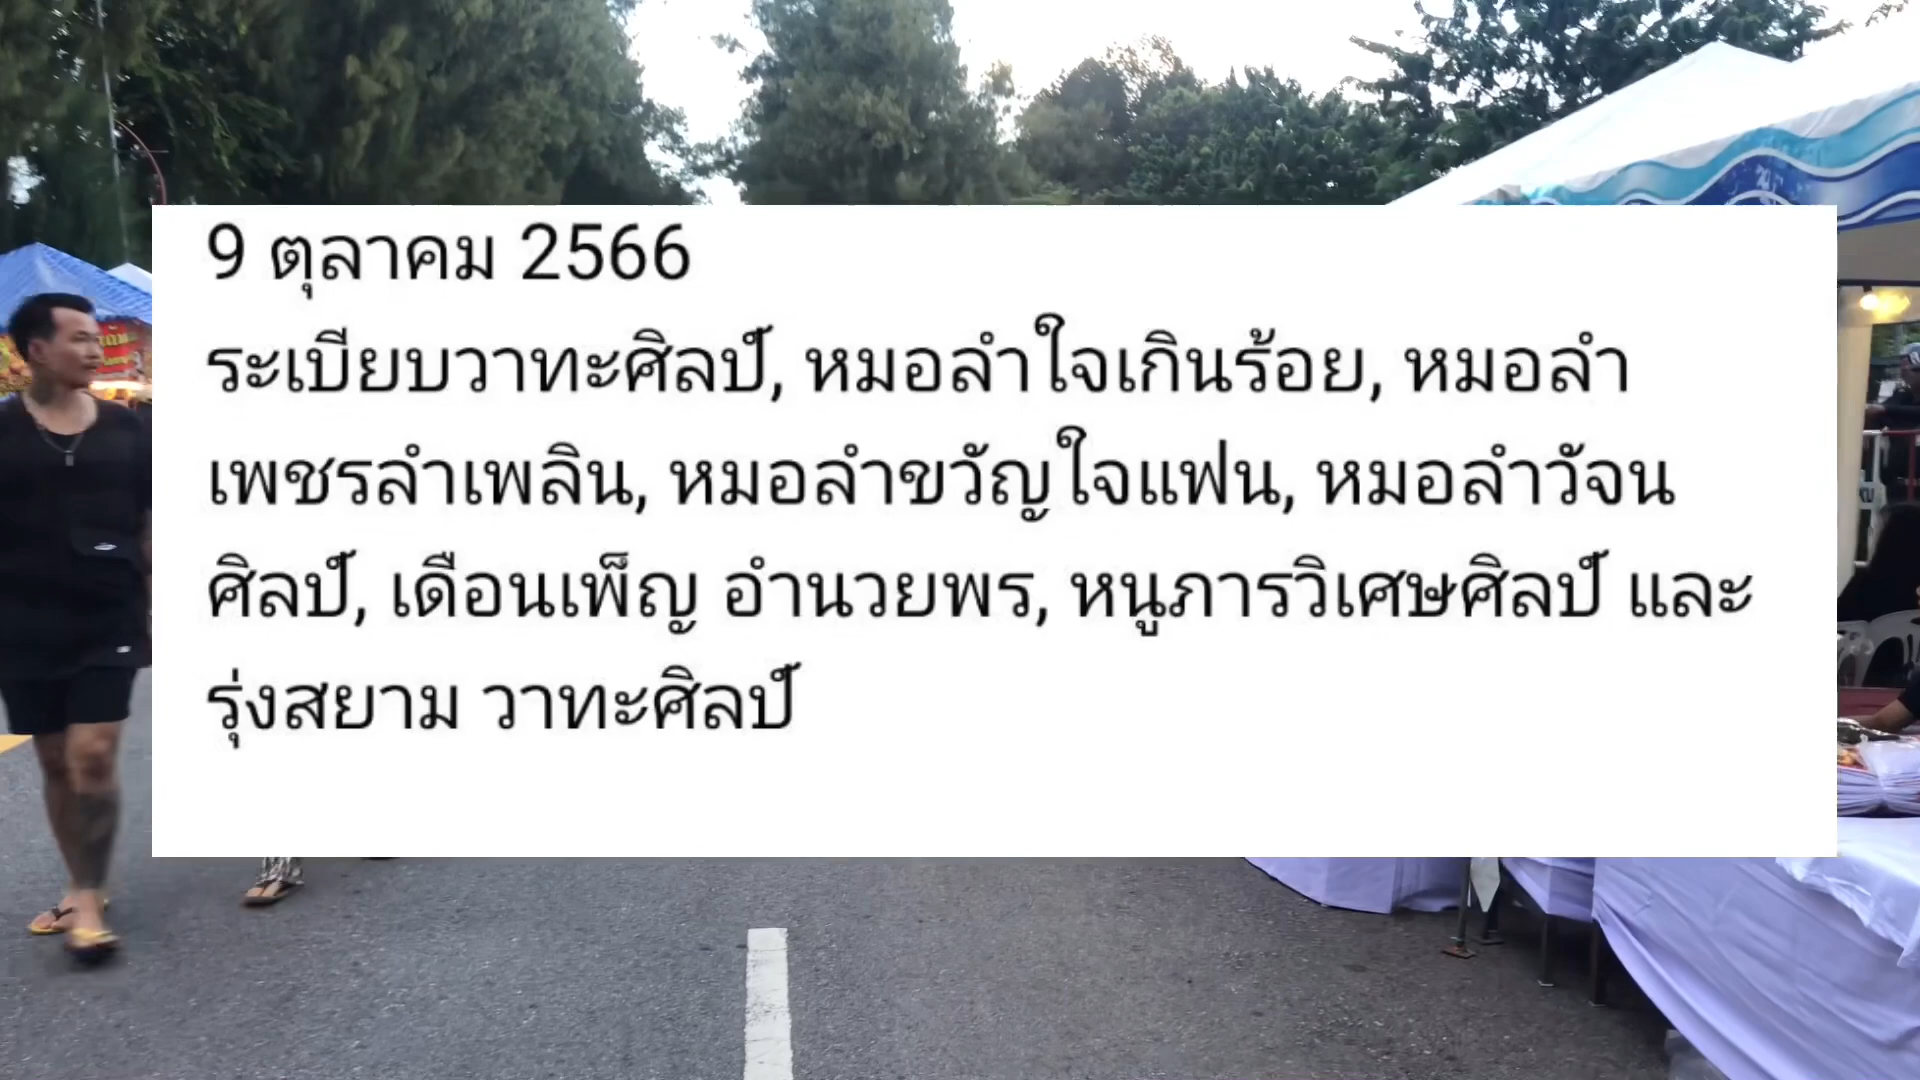 9 ตุลาคม 2566
ระเบียบวาทะศิลป์, หมอลำใจเกินร้อย, หมอลำ
เพชรลำเพลิน, หมอลำขวัญใจแฟน, หมอลำวัจน
ศิลป์, เดือนเพ็ญ อำนวยพร, หนูภารวิเศษศิลป์ และ
รุ่งสยาม วาทะศิลป์